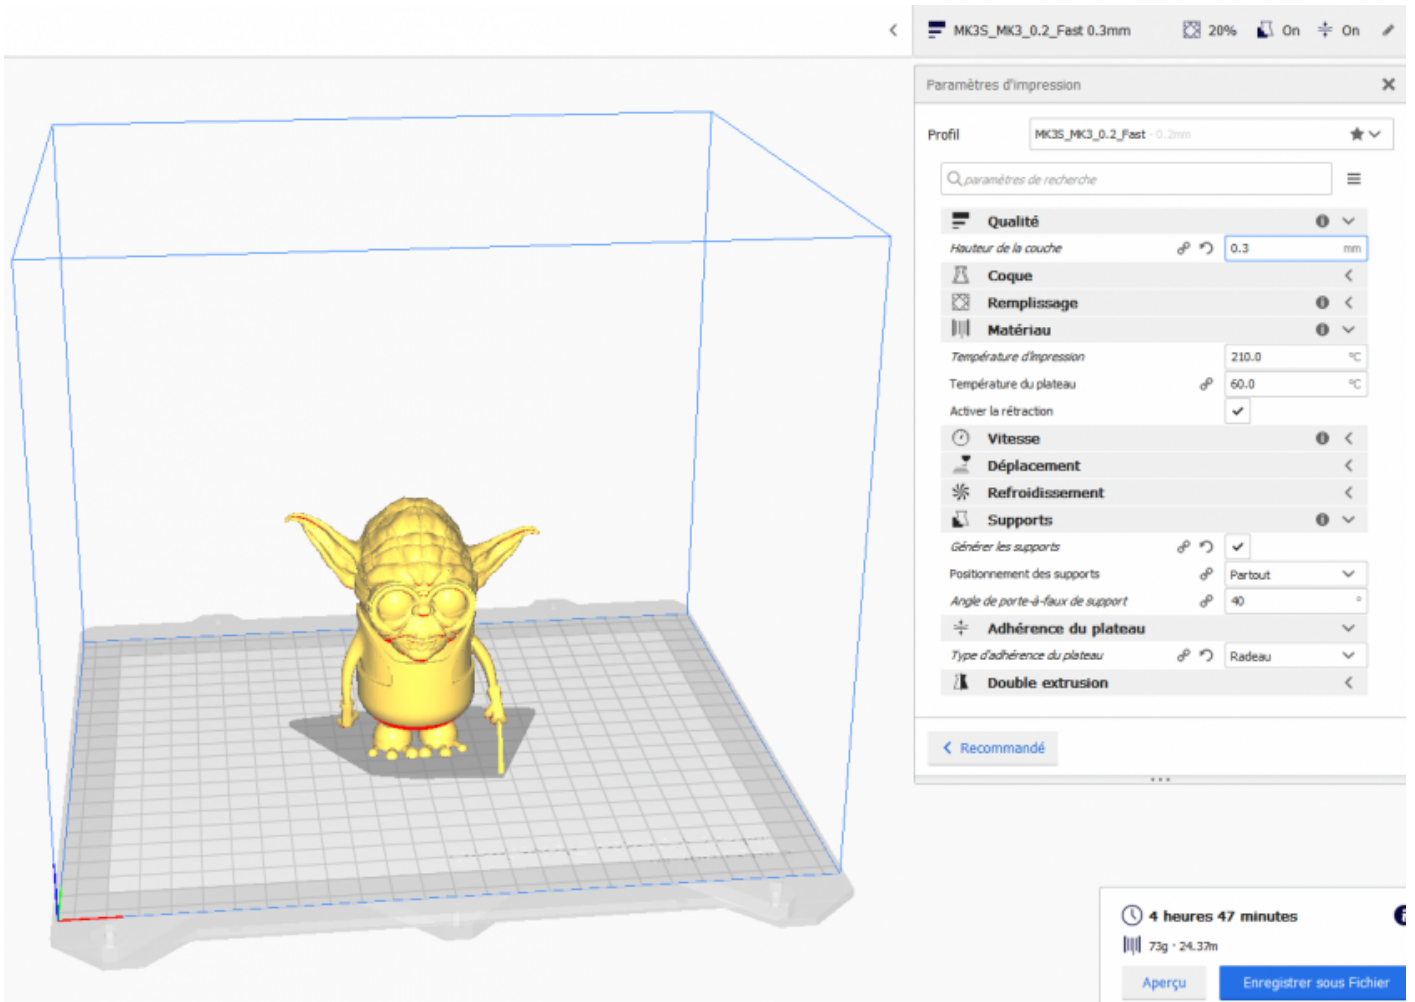 MK3S_MK3_0.2_Fast 0.3mm 20% On On
Paramètres d'impression
Profil MK3S_MK3_0.2_Fast - 0.2mm
paramètres de recherche
Qualité
Hauteur de la couche 0.3 mm
Coque
Remplissage
Matériau
Température d'impression 210.0 °C
Température du plateau 60.0 °C
Activer la rétraction
Vitesse
Déplacement
Refroidissement
Supports
Générer les supports
Positionnement des supports Partout
Angle de porte-à-faux de support 40 °
Adhérence du plateau
Type d'adhérence du plateau Radeau
Double extrusion
Recommandé
4 heures 47 minutes
73g · 24.37m
Aperçu Enregistrer sous Fichier